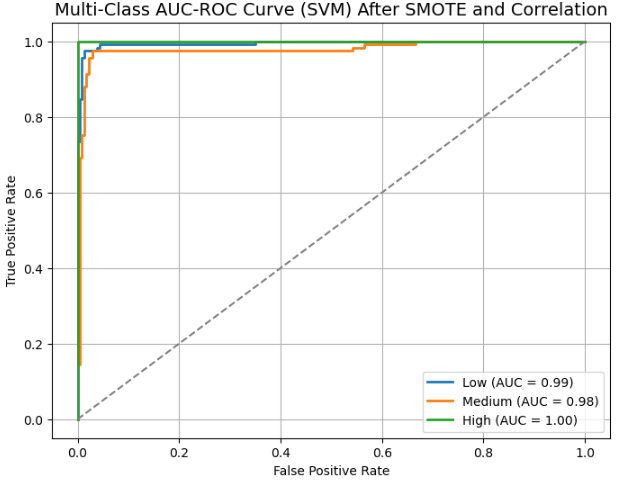 Multi-Class AUC-ROC Curve (SVM) After SMOTE and Correlation
True Positive Rate
1.0
0.8
0.6
0.4
0.2
0.0
Low (AUC = 0.99)
Medium (AUC = 0.98)
High (AUC = 1.00)
0.0 0.2 0.4 0.6 0.8 1.0
False Positive Rate